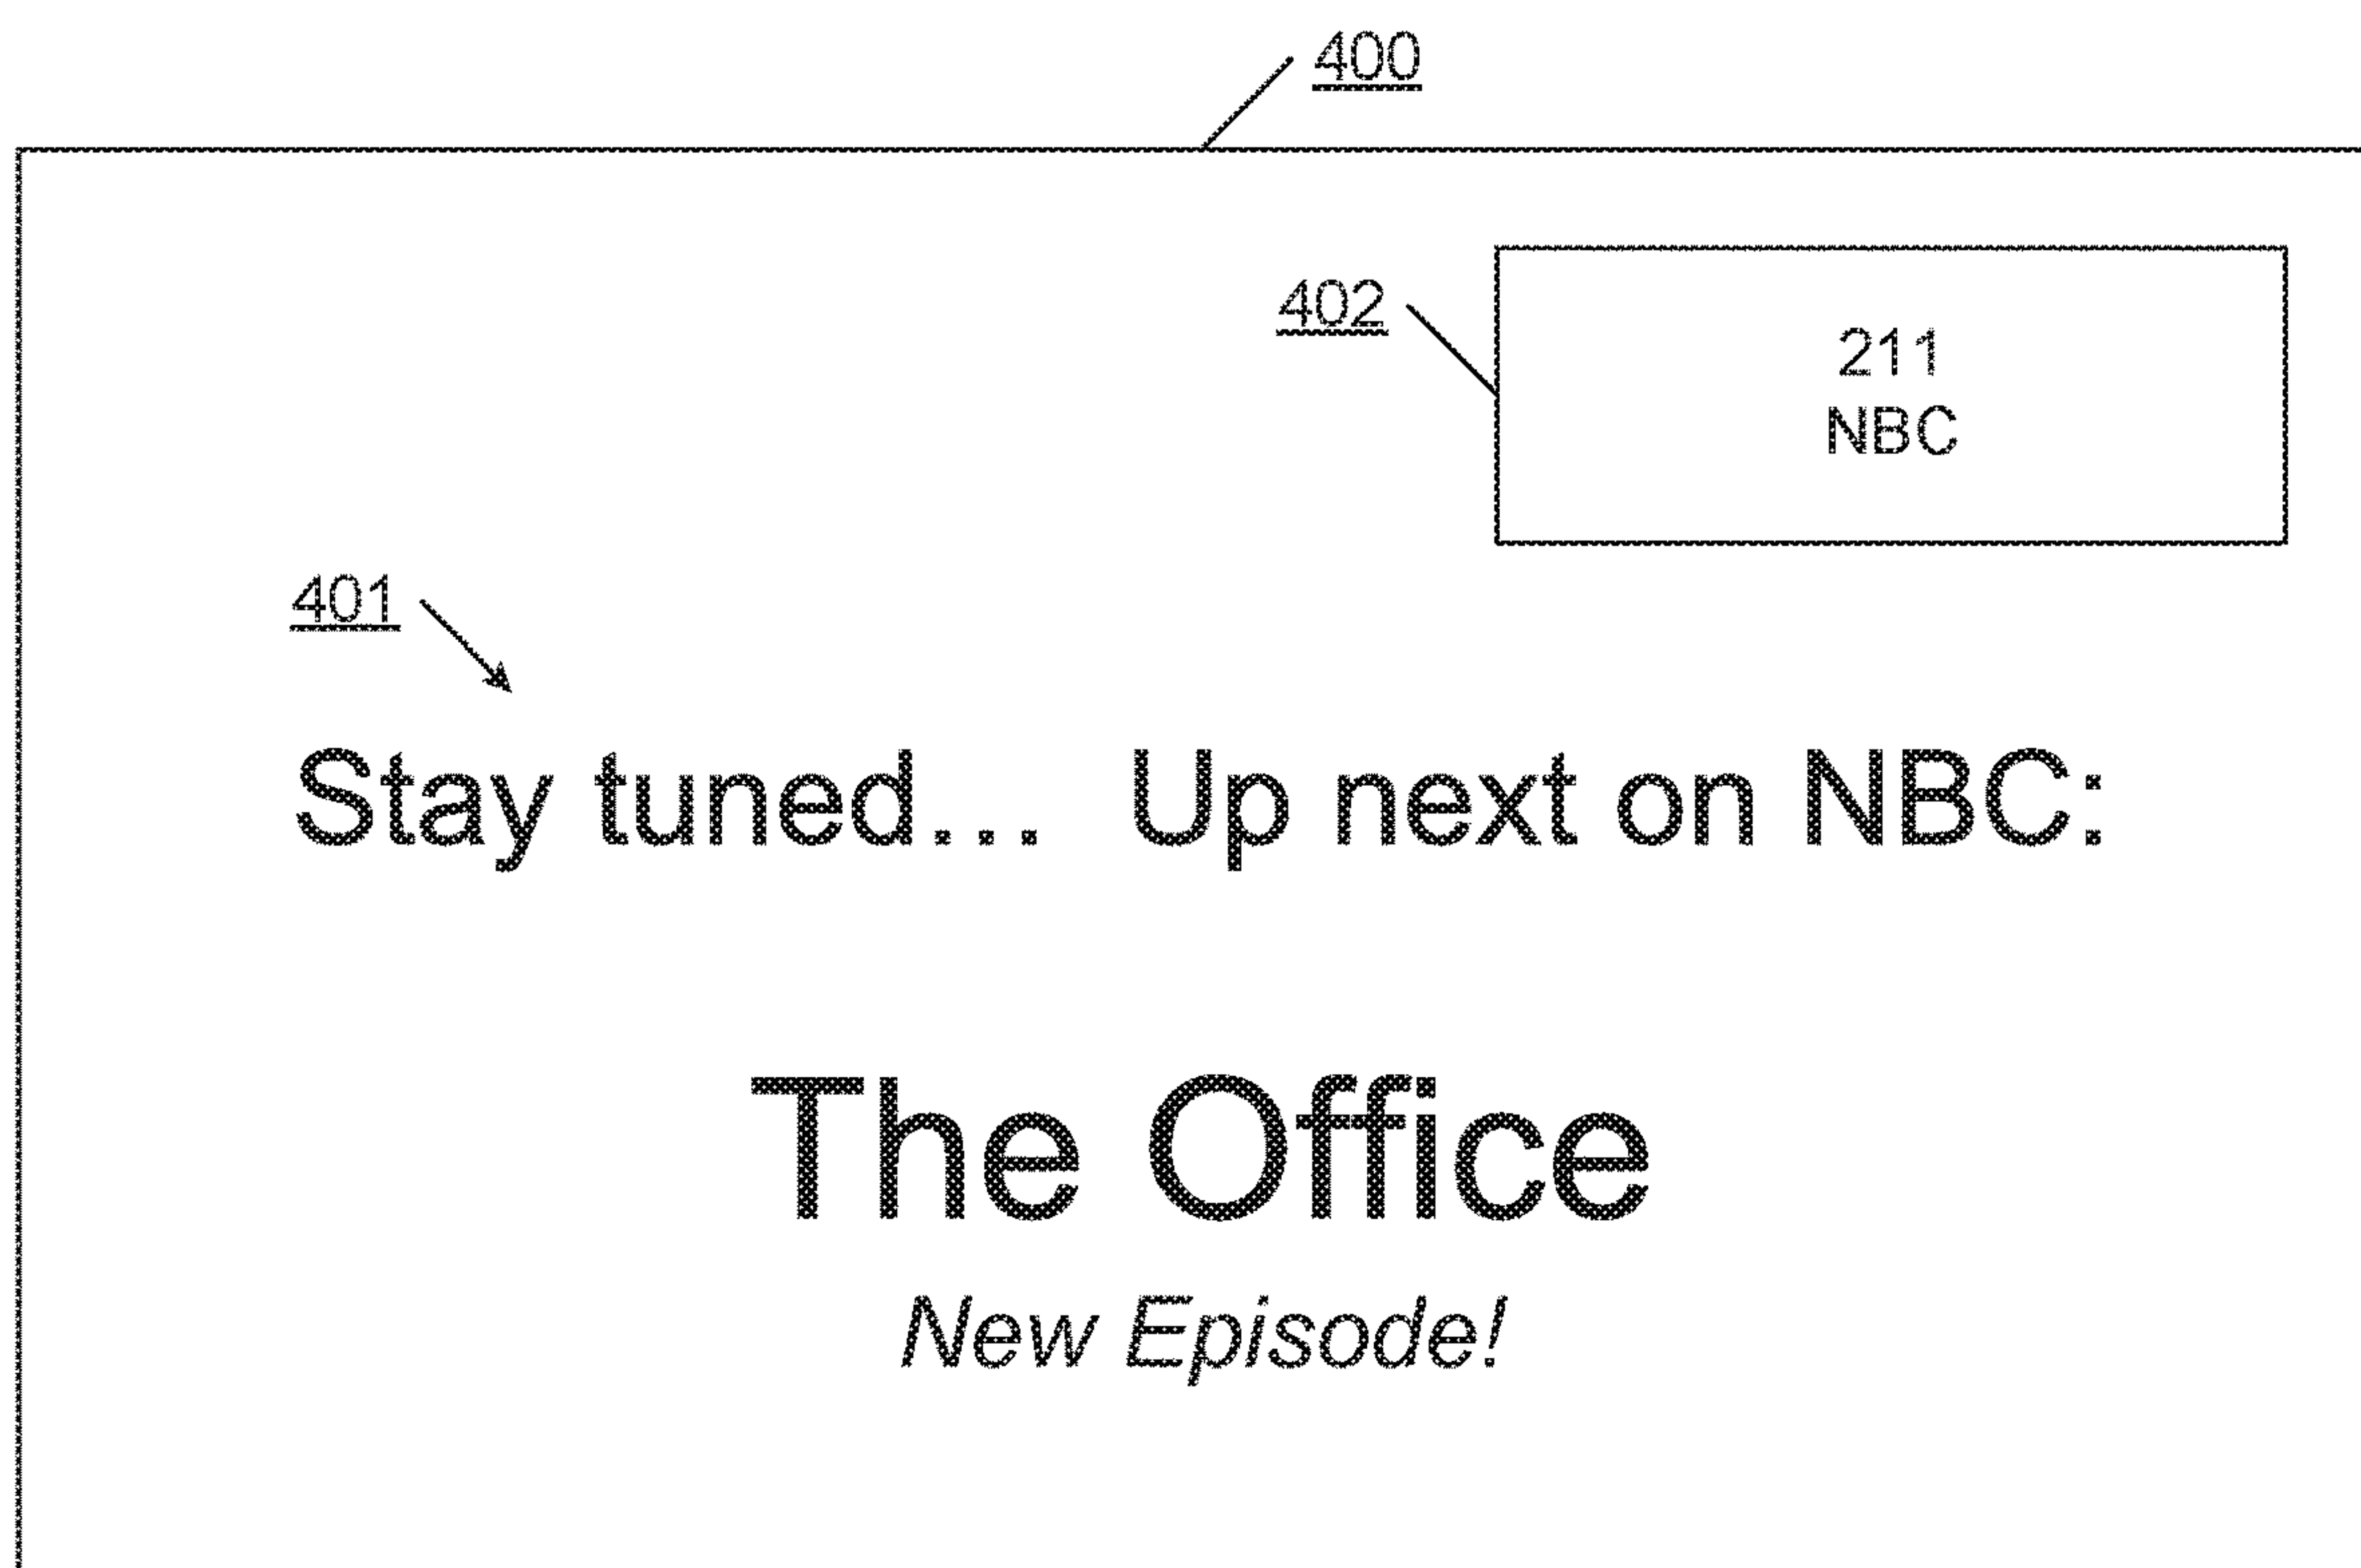 400
402
211
NBC
401
Stay tuned... Up next on NBC:
The Office
New Episode!